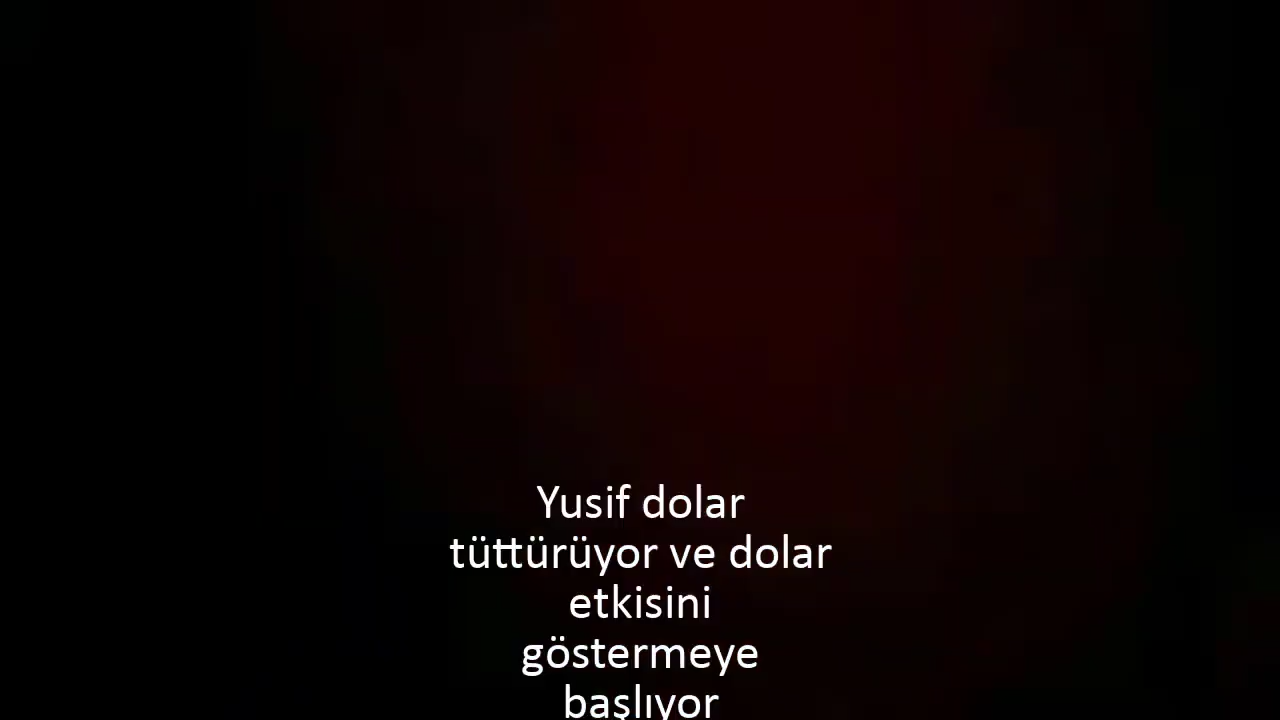 Yusif dolar
tüttürüyor ve dolar
etkisini
göstermeye
başlıyor